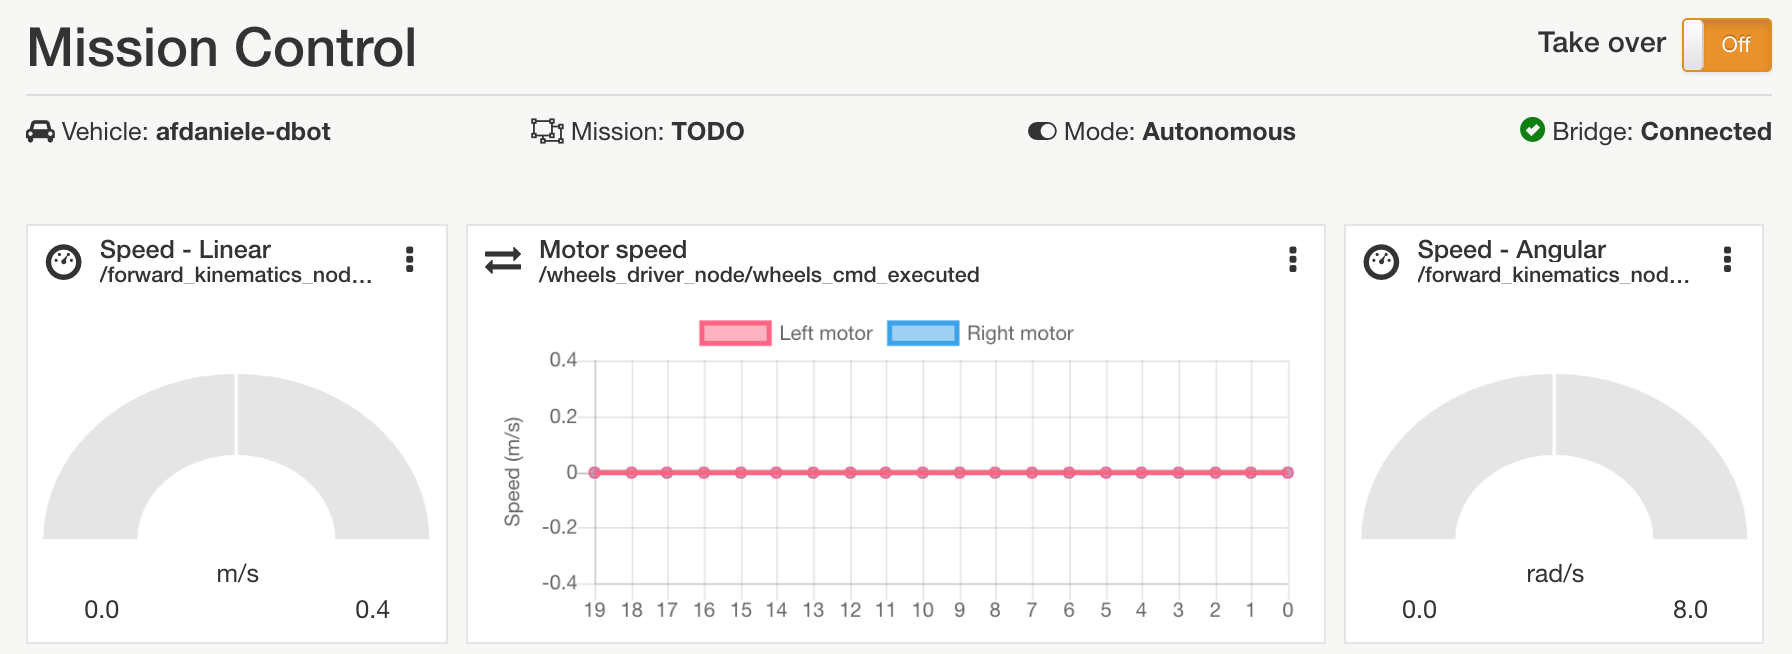 Mission Control
Take over
Off
Vehicle: afdaniele-dbot
Mission: TODO
Mode: Autonomous
Bridge: Connected
Speed - Linear
/forward_kinematics_nod...
m/s
0.0
0.4
Motor speed
/wheels_driver_node/wheels_cmd_executed
Left motor
Right motor
Speed (m/s)
0.4
0.2
0
-0.2
-0.4
19 18 17 16 15 14 13 12 11 10 9 8 7 6 5 4 3 2 1 0
Speed - Angular
/forward_kinematics_nod...
rad/s
0.0
8.0